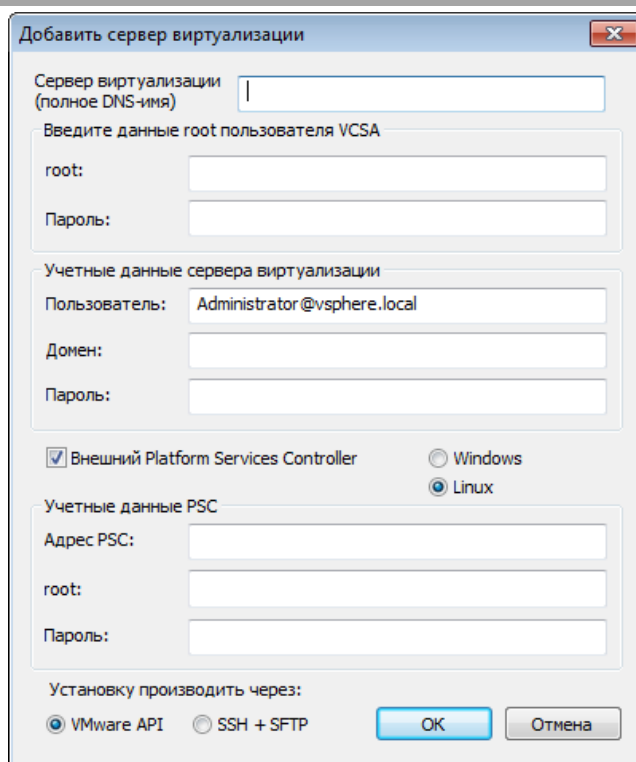 Добавить сервер виртуализации
Сервер виртуализации
(полное DNS-имя)
Введите данные root пользователя VCSA
root:
Пароль:
Учетные данные сервера виртуализации
Пользователь: Administrator@vsphere.local
Домен:
Пароль:
Внешний Platform Services Controller Windows
Linux
Учетные данные PSC
Адрес PSC:
root:
Пароль:
Установку производить через:
VMware API SSH + SFTP OK Отмена